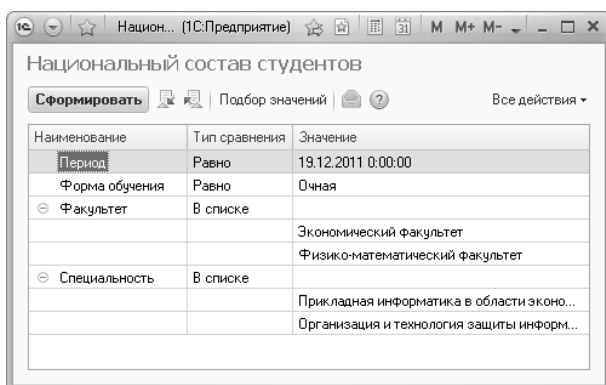 1С Национ... (1С:Предприятие) 31 M M+ M-
Национальный состав студентов
Сформировать Подбор значений ? Все действия
Наименование Тип сравнения Значение
Период Равно 19.12.2011 0:00:00
Форма обучения Равно Очная
Факультет В списке
Экономический факультет
Физико-математический факультет
Специальность В списке
Прикладная информатика в области эконо...
Организация и технология защиты информ...